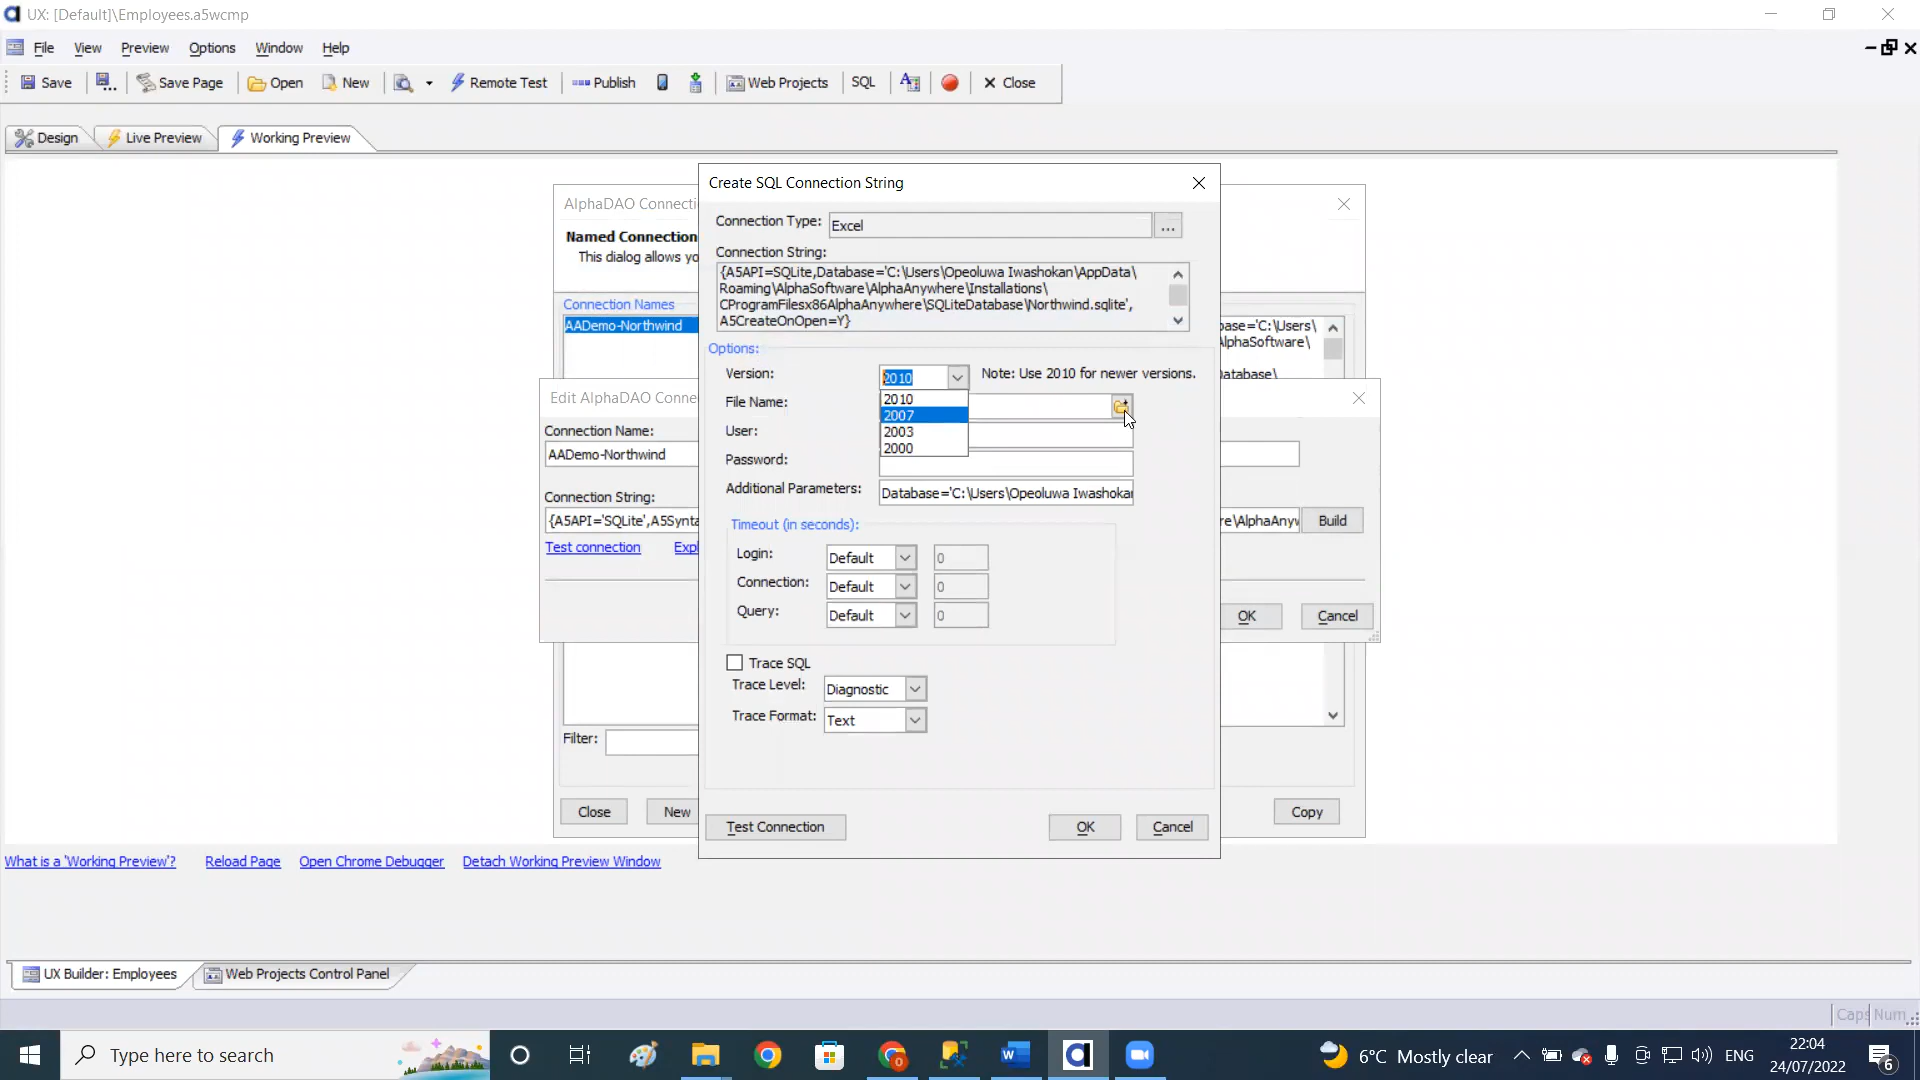 UX: [Default]\Employees.a5wcmp
File View Preview Options Window Help
Save Save Page Open New Remote Test Publish Web Projects SQL Close
Design Live Preview Working Preview
Create SQL Connection String
AlphaDAO Connecti
Named Connection
This dialog allows yo
Connection Names
AADemo-Northwind
base='C:\Users\
AlphaSoftware\
Database\
Connection Type: Excel ...
Connection String:
{A5API=SQLite,Database='C:\Users\Opeoluwa Iwashokan\AppData\
Roaming\AlphaSoftware\AlphaAnywhere\Installations\
CProgramFilesx86AlphaAnywhere\SQLiteDatabase\Northwind.sqlite',
A5CreateOnOpen=Y}
Options:
Version: 2010 Note: Use 2010 for newer versions.
2010
2007
2003
2000
File Name:
User:
Password:
Additional Parameters: Database='C:\Users\Opeoluwa Iwashokan
Timeout (in seconds):
Login: Default 0
Connection: Default 0
Query: Default 0
Trace SQL
Trace Level: Diagnostic
Trace Format: Text
Test Connection OK Cancel
Edit AlphaDAO Conne
Connection Name:
AADemo-Northwind
Connection String:
{A5API='SQLite',A5Synta
re\AlphaAnyw Build
Test connection Expl
OK Cancel
Filter:
Close New Copy
What is a 'Working Preview'? Reload Page Open Chrome Debugger Detach Working Preview Window
UX Builder: Employees Web Projects Control Panel
Caps Num
Type here to search
6°C Mostly clear ENG
22:04
24/07/2022
6